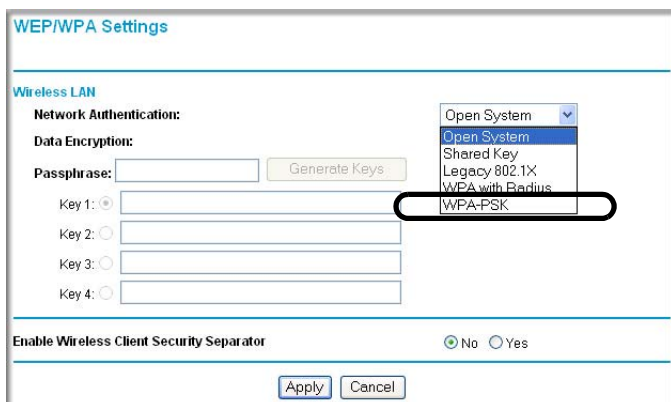 WEP/WPA Settings
Wireless LAN
Network Authentication:
Open System
Open System
Shared Key
Legacy 802.1X
WPA with Radius
WPA-PSK
Data Encryption:
Passphrase:
Generate Keys
Key 1:
Key 2:
Key 3:
Key 4:
Enable Wireless Client Security Separator
No Yes
Apply Cancel